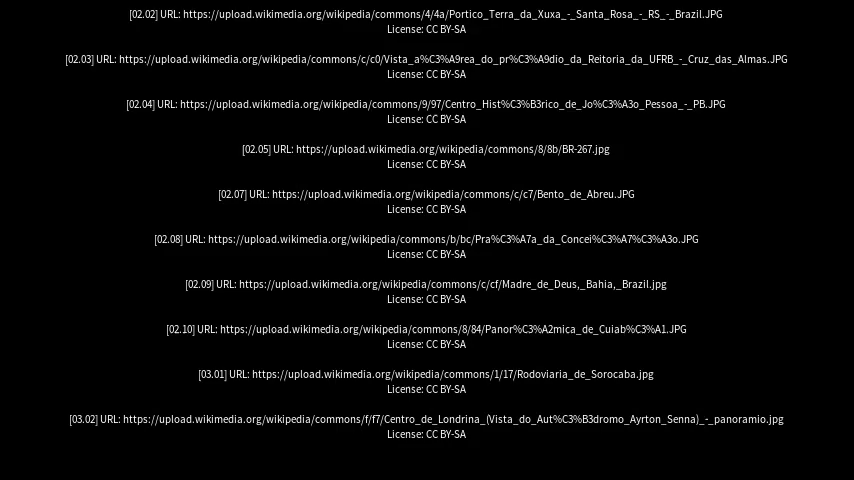 [02.02] URL: https://upload.wikimedia.org/wikipedia/commons/4/4a/Portico_Terra_da_Xuxa_-_Santa_Rosa_-_RS_-_Brazil.JPG
License: CC BY-SA
[02.03] URL: https://upload.wikimedia.org/wikipedia/commons/c/c0/Vista_a%C3%A9rea_do_pr%C3%A9dio_da_Reitoria_da_UFRB_-_Cruz_das_Almas.JPG
License: CC BY-SA
[02.04] URL: https://upload.wikimedia.org/wikipedia/commons/9/97/Centro_Hist%C3%B3rico_de_Jo%C3%A3o_Pessoa_-_PB.JPG
License: CC BY-SA
[02.05] URL: https://upload.wikimedia.org/wikipedia/commons/8/8b/BR-267.jpg
License: CC BY-SA
[02.07] URL: https://upload.wikimedia.org/wikipedia/commons/c/c7/Bento_de_Abreu.JPG
License: CC BY-SA
[02.08] URL: https://upload.wikimedia.org/wikipedia/commons/b/bc/Pra%C3%A7a_da_Concei%C3%A7%C3%A3o.JPG
License: CC BY-SA
[02.09] URL: https://upload.wikimedia.org/wikipedia/commons/c/cf/Madre_de_Deus,_Bahia,_Brazil.jpg
License: CC BY-SA
[02.10] URL: https://upload.wikimedia.org/wikipedia/commons/8/84/Panor%C3%A2mica_de_Cuiab%C3%A1.JPG
License: CC BY-SA
[03.01] URL: https://upload.wikimedia.org/wikipedia/commons/1/17/Rodoviaria_de_Sorocaba.jpg
License: CC BY-SA
[03.02] URL: https://upload.wikimedia.org/wikipedia/commons/f/f7/Centro_de_Londrina_(Vista_do_Aut%C3%B3dromo_Ayrton_Senna)_-_panoramio.jpg
License: CC BY-SA